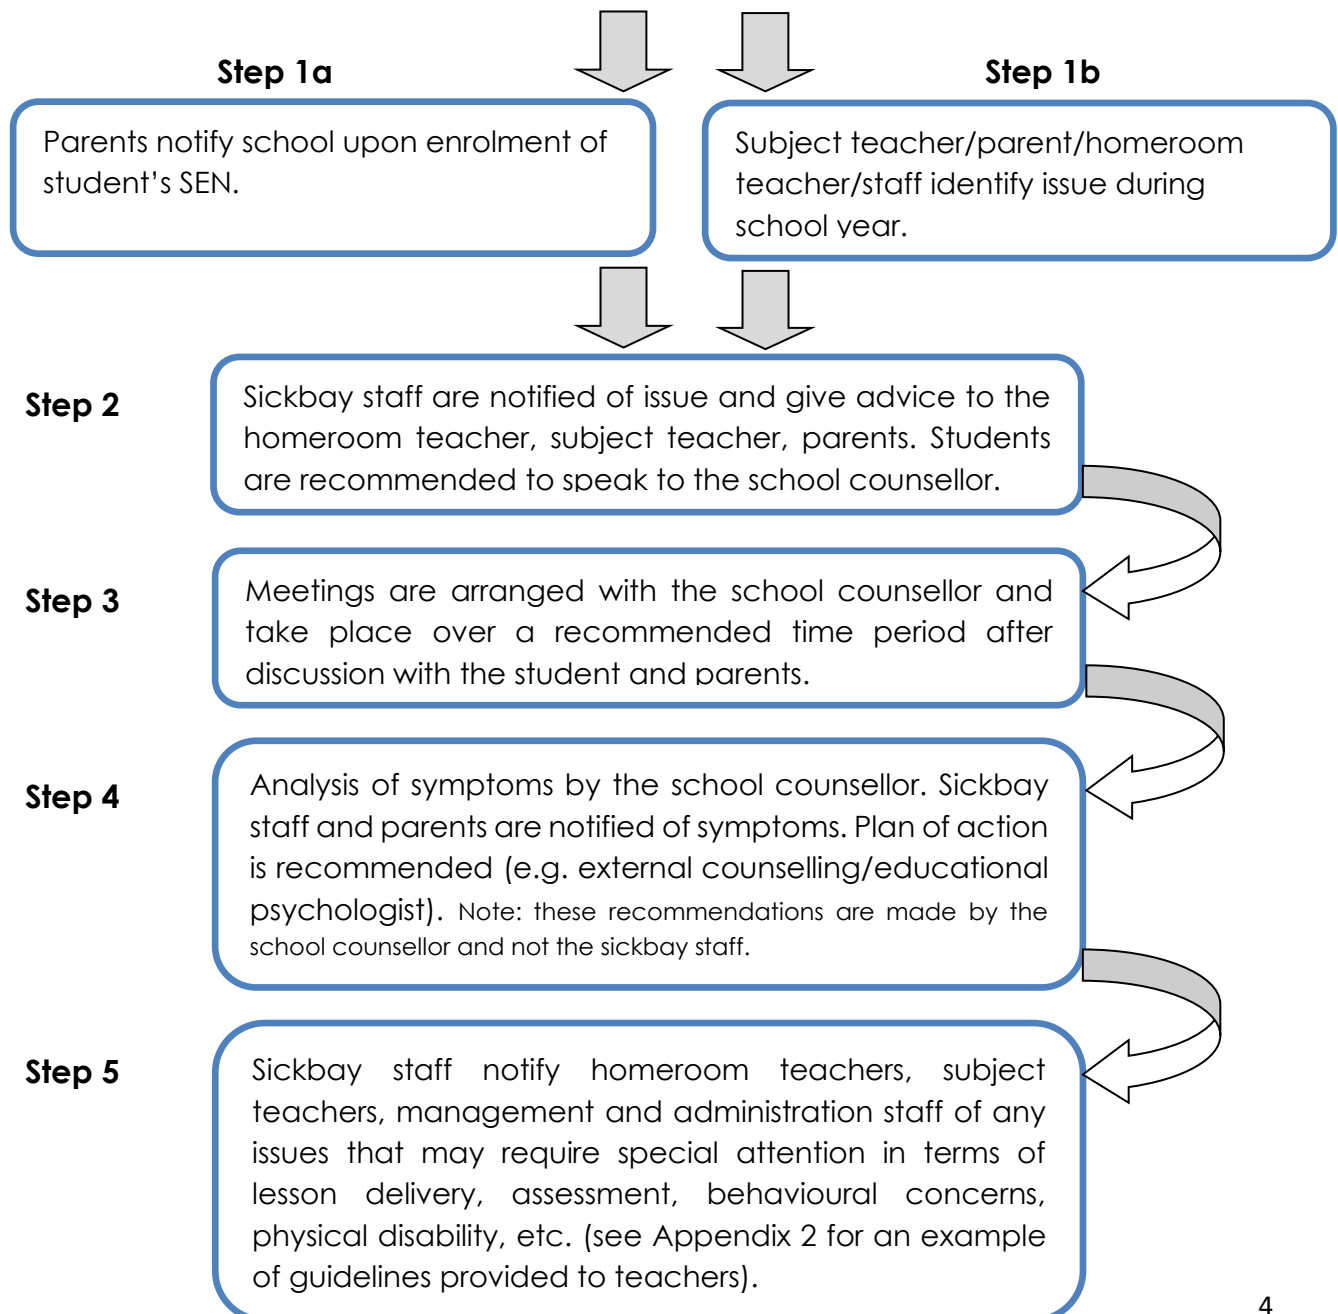 Step 1a
Step 1b
Parents notify school upon enrolment of
student's SEN.
Subject teacher/parent/homeroom
teacher/staff identify issue during
school year.
Step 2
Sickbay staff are notified of issue and give advice to the
homeroom teacher, subject teacher, parents. Students
are recommended to speak to the school counsellor.
Step 3
Meetings are arranged with the school counsellor and
take place over a recommended time period after
discussion with the student and parents.
Step 4
Analysis of symptoms by the school counsellor. Sickbay
staff and parents are notified of symptoms. Plan of action
is recommended (e.g. external counselling/educational
psychologist). Note: these recommendations are made by the
school counsellor and not the sickbay staff.
Step 5
Sickbay staff notify homeroom teachers, subject
teachers, management and administration staff of any
issues that may require special attention in terms of
lesson delivery, assessment, behavioural concerns,
physical disability, etc. (see Appendix 2 for an example
of guidelines provided to teachers).
4